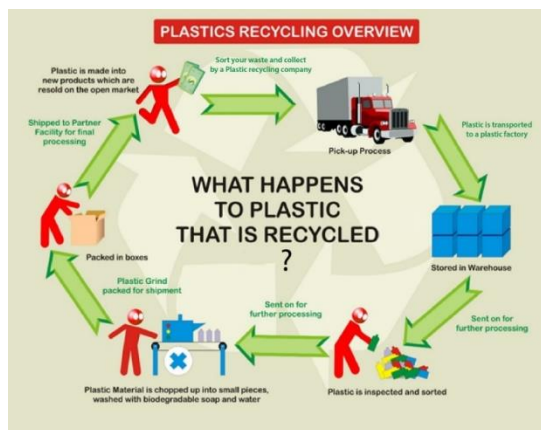 PLASTICS RECYCLING OVERVIEW
Sort your waste and collect
by a Plastic recycling company
Plastic is made into
new products which are
resold on the open market
Pick-up Process
Plastic is transported
to a plastic factory
Shipped to Partner
Facility for final
processing
WHAT HAPPENS
TO PLASTIC
THAT IS RECYCLED
?
Packed in boxes
Stored in Warehouse
Plastic Grind
packed for shipment
Sent on for
further processing
Sent on for
further processing
Plastic Material is chopped up into small pieces,
washed with biodegradable soap and water
Plastic is inspected and sorted